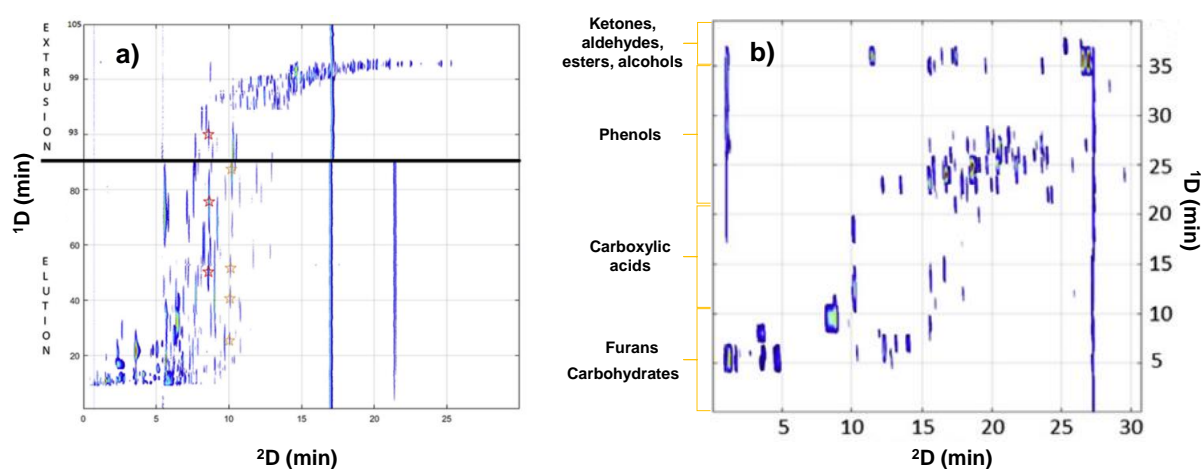 a)
EXTRUSION
ELUTION
¹D (min)
105
99
93
80
60
40
20
0 5 10 15 20 25
²D (min)
b)
Ketones,
aldehydes,
esters, alcohols
Phenols
Carboxylic
acids
Furans
Carbohydrates
35
30
25
20
15
10
5
¹D (min)
5 10 15 20 25 30
²D (min)